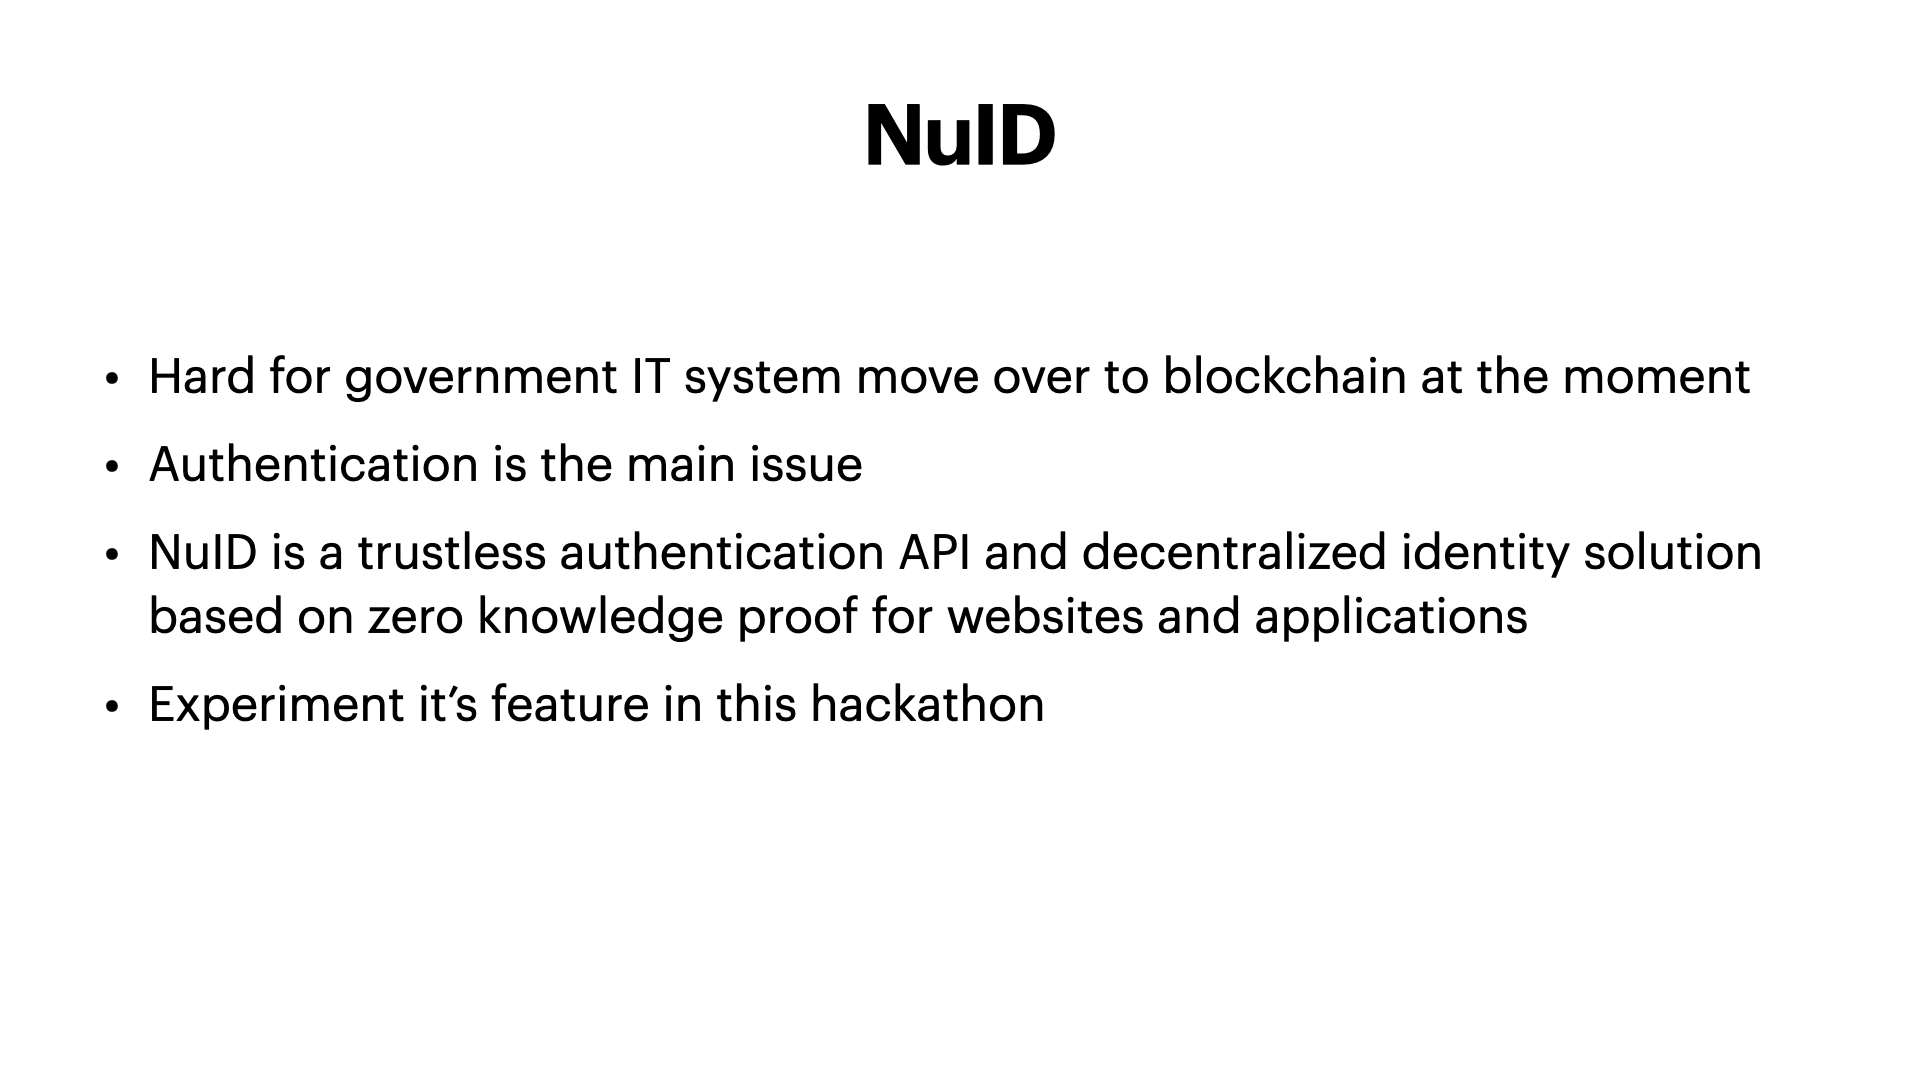 NuID
• Hard for government IT system move over to blockchain at the moment
• Authentication is the main issue
• NuID is a trustless authentication API and decentralized identity solution
based on zero knowledge proof for websites and applications
• Experiment it’s feature in this hackathon